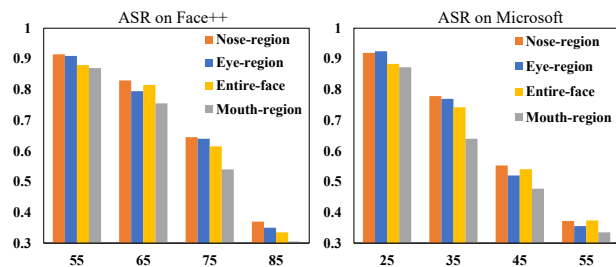 ASR on Face++
1
0.9
0.8
0.7
0.6
0.5
0.4
0.3
55 65 75 85
Nose-region
Eye-region
Entire-face
Mouth-region
ASR on Microsoft
1
0.9
0.8
0.7
0.6
0.5
0.4
0.3
25 35 45 55
Nose-region
Eye-region
Entire-face
Mouth-region